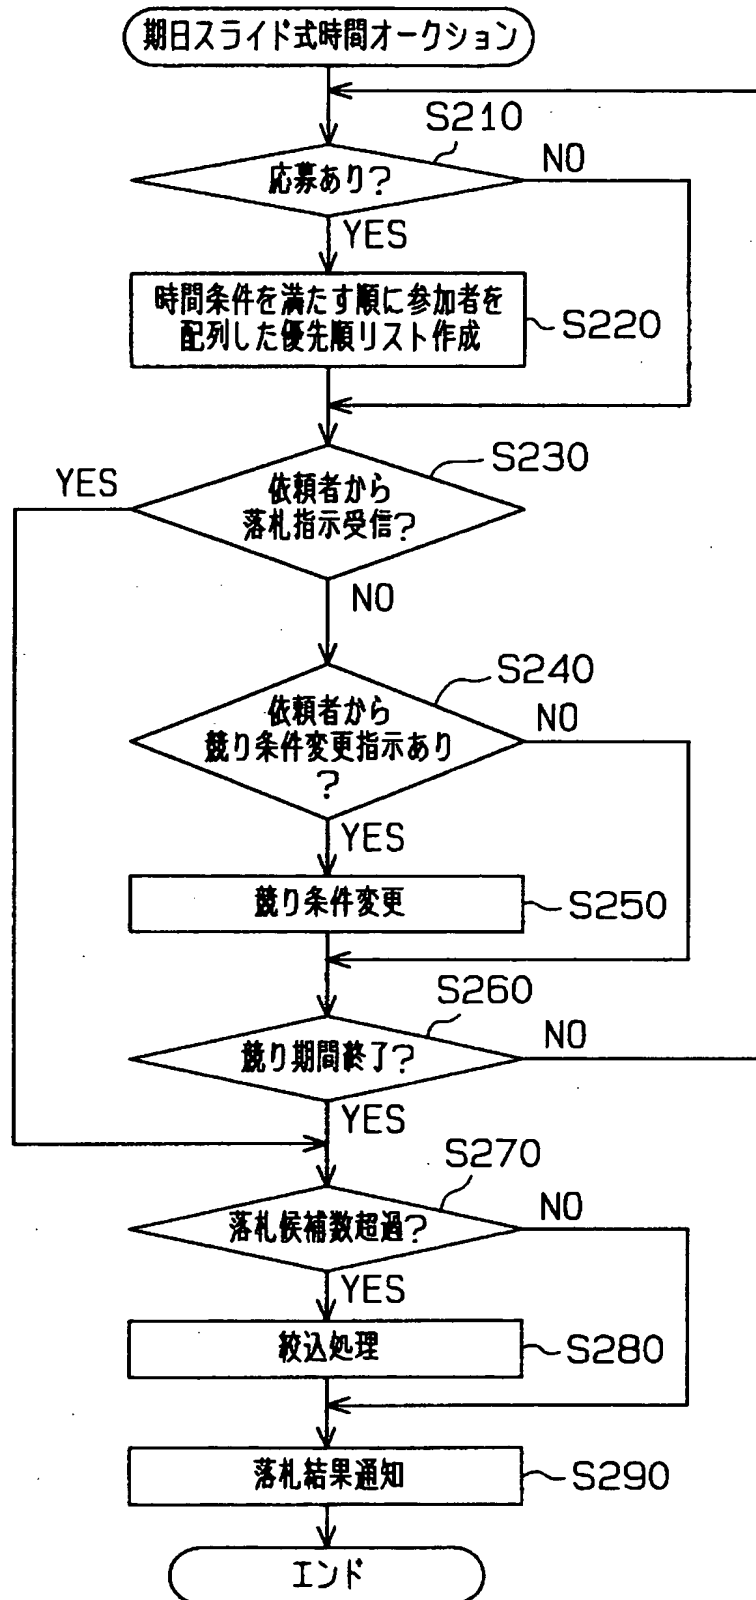 期日スライド式時間オークション
S210
応募あり?
NO
YES
時間条件を満たす順に参加者を
配列した優先順リスト作成
S220
S230
YES
依頼者から
落札指示受信?
NO
S240
依頼者から
競り条件変更指示あり
?
NO
YES
競り条件変更
S250
S260
競り期間終了?
NO
YES
S270
落札候補数超過?
NO
YES
絞込処理
S280
落札結果通知
S290
エンド